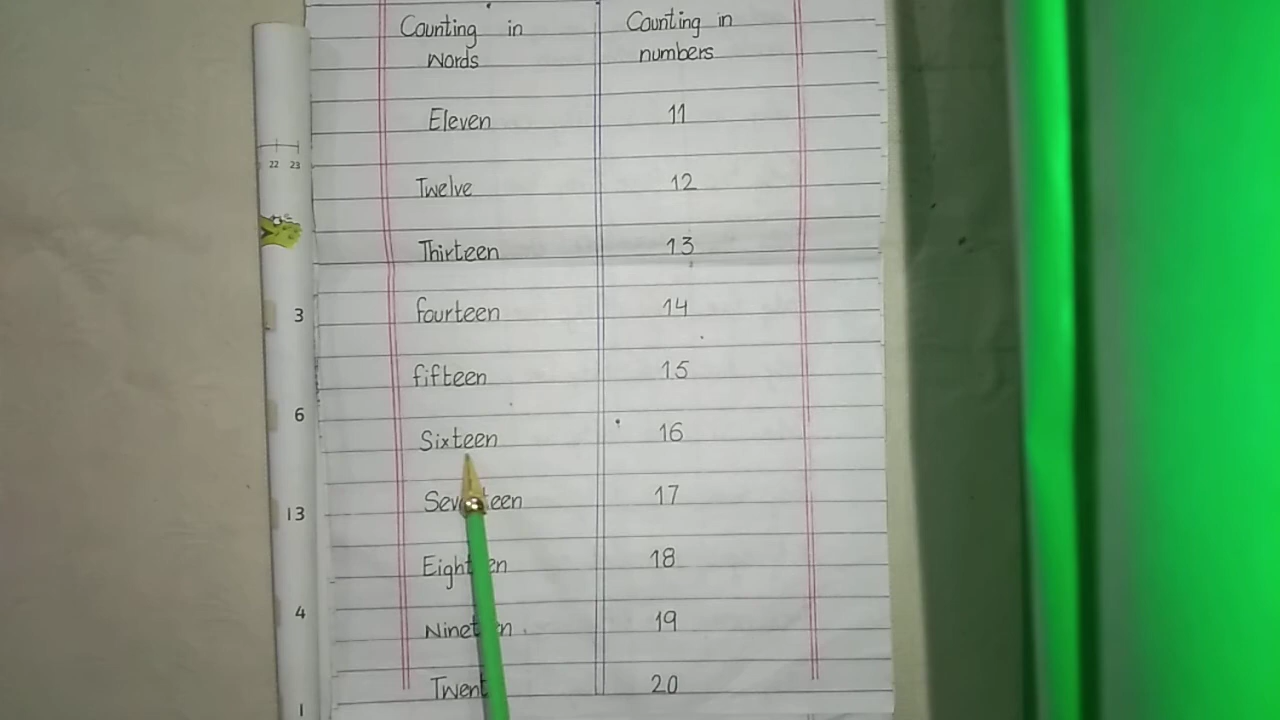 Counting in words Counting in numbers
Eleven 11
Twelve 12
Thirteen 13
fourteen 14
fifteen 15
Sixteen 16
17
18
19
20
22 23
3
6
13
4
1